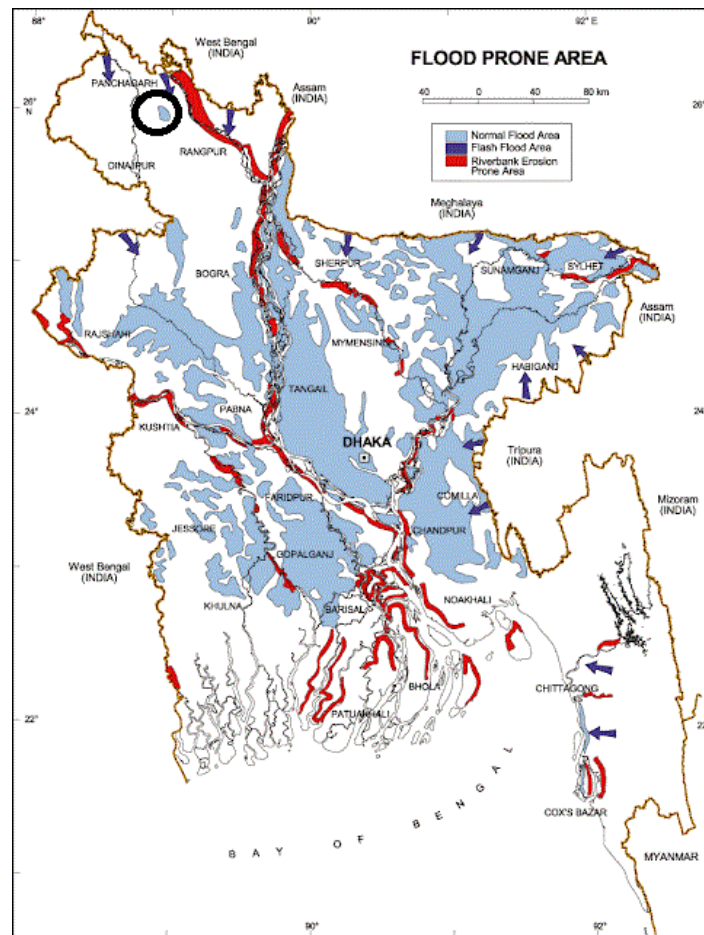 88°
90
92 E
West Bengal
(INDIA)
FLOOD PRONE AREA
PANCHAGARH
Assam
(INDIA)
40 0 40 80 km
26°
N
26°
Normal Flood Area
Flash Flood Area
Riverbank Erosion
Prone Area
RANGPUR
DINAJPUR
Meghalaya
(INDIA)
SHERPUR
SUNAMGANJ
SYLHET
BOGRA
Assam
(INDIA)
RAJSHAHI
MYMENSING
HABIGANJ
TANGAIL
24°
PABNA
24
KUSHTIA
DHAKA
Tripura
(INDIA)
COMILLA
Mizoram
(INDIA)
FARIDPUR
JESSORE
CHANDPUR
GOPALGANJ
West Bengal
(INDIA)
NOAKHALI
KHULNA
BARISAL
CHITTAGONG
BHOLA
PATUAKHALI
22°
22
COX'S BAZAR
BAY OF BENGAL
MYANMAR
90
92